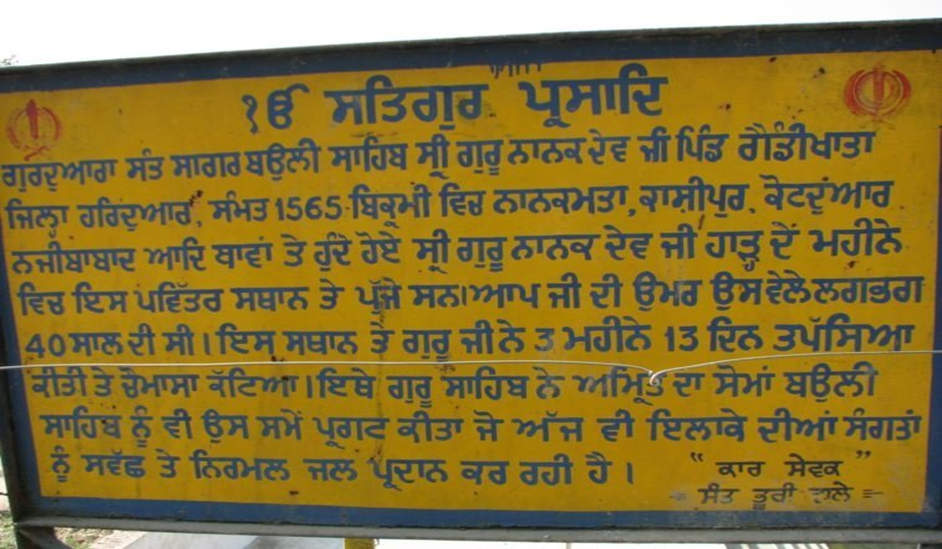 ੴ ਸਤਿਗੁਰ ਪ੍ਰਸਾਦਿ
ਗੁਰਦੁਆਰਾ ਸੰਤ ਸਾਗਰ ਬਉਲੀ ਸਾਹਿਬ ਸ੍ਰੀ ਗੁਰੂ ਨਾਨਕ ਦੇਵ ਜੀ ਪਿੰਡ ਗੈਂਡੀਖਾਤਾ
ਜਿਲ੍ਹਾ ਹਰਿਦੁਆਰ, ਸੰਮਤ 1565 ਬਿਕ੍ਰਮੀ ਵਿਚ ਨਾਨਕਮਤਾ, ਕਾਸ਼ੀਪੁਰ, ਕੋਟਦੁਆਰ
ਨਜੀਬਾਬਾਦ ਆਦਿ ਥਾਵਾਂ ਤੇ ਹੁੰਦੇ ਹੋਏ ਸ੍ਰੀ ਗੁਰੂ ਨਾਨਕ ਦੇਵ ਜੀ ਹਾੜ੍ਹ ਦੇ ਮਹੀਨੇ
ਵਿਚ ਇਸ ਪਵਿੱਤਰ ਸਥਾਨ ਤੇ ਪੁੱਜੇ ਸਨ। ਆਪ ਜੀ ਦੀ ਉਮਰ ਉਸ ਵੇਲੇ ਲਗਭਗ
40 ਸਾਲ ਦੀ ਸੀ। ਇਸ ਸਥਾਨ ਤੇ ਗੁਰੂ ਜੀ ਨੇ 3 ਮਹੀਨੇ 13 ਦਿਨ ਤਪੱਸਿਆ
ਕੀਤੀ ਤੇ ਚੌਮਾਸਾ ਕੱਟਿਆ। ਇਥੇ ਗੁਰੂ ਸਾਹਿਬ ਨੇ ਅਮ੍ਰਿਤ ਦਾ ਸੋਮਾਂ ਬਉਲੀ
ਸਾਹਿਬ ਨੂੰ ਵੀ ਉਸ ਸਮੇਂ ਪ੍ਰਗਟ ਕੀਤਾ ਜੋ ਅੱਜ ਵੀ ਇਲਾਕੇ ਦੀਆਂ ਸੰਗਤਾਂ
ਨੂੰ ਸਵੱਛ ਤੇ ਨਿਰਮਲ ਜਲ ਪ੍ਰਦਾਨ ਕਰ ਰਹੀ ਹੈ। "ਕਾਰ ਸੇਵਕ"
ਸੰਤ ਭੂਰੀ ਵਾਲੇ